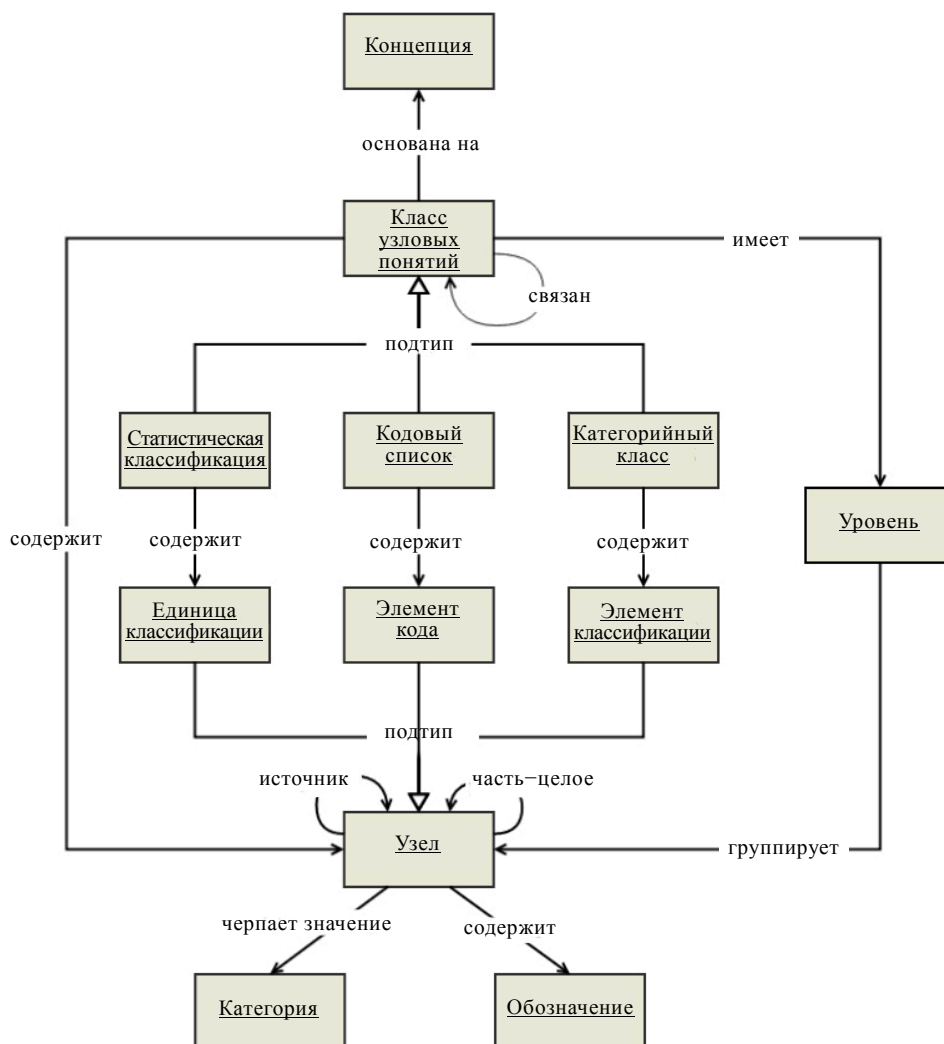 Концепция
основана на
Класс
узловых
понятий
имеет
связан
подтип
Статистическая
классификация
Кодовый
список
Категорийный
класс
Уровень
содержит
содержит
содержит
содержит
Единица
классификации
Элемент
кода
Элемент
классификации
подтип
источник
часть−целое
Узел
группирует
черпает значение
содержит
Категория
Обозначение